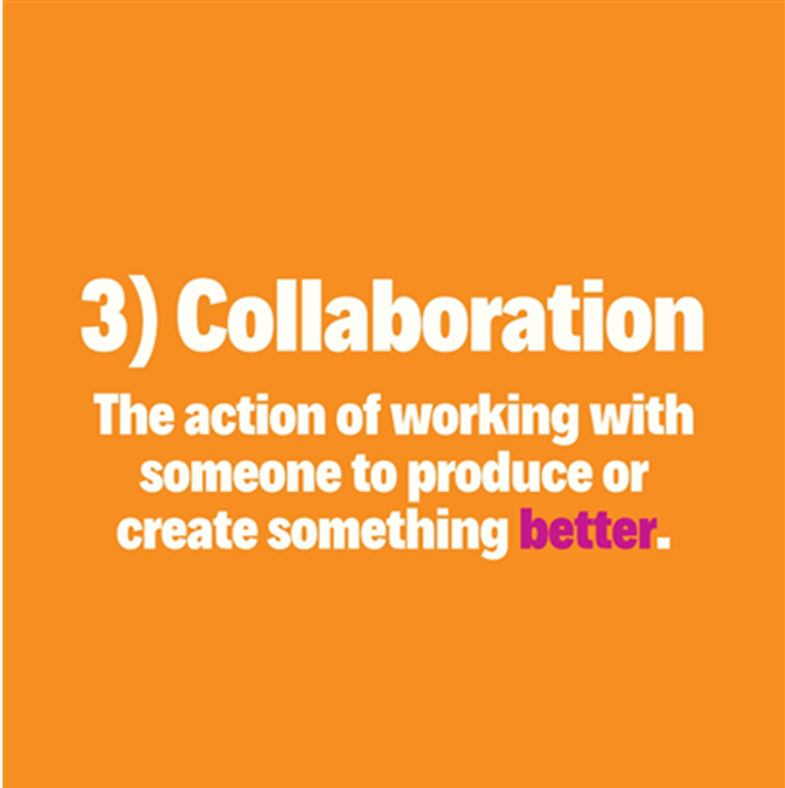 3) Collaboration
The action of working with
someone to produce or
create something better.